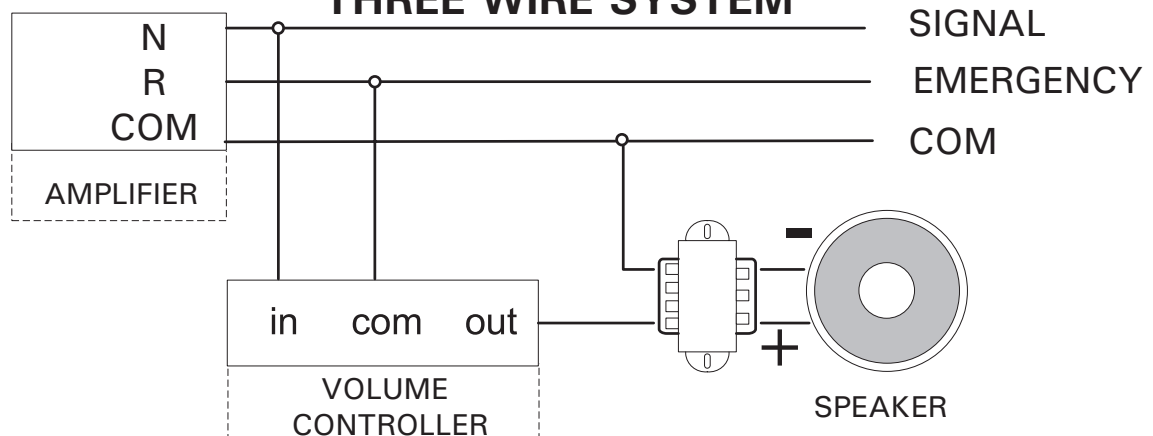 THREE WIRE SYSTEM
N
R
COM
AMPLIFIER
SIGNAL
EMERGENCY
COM
in com out
VOLUME
CONTROLLER
-
+
SPEAKER